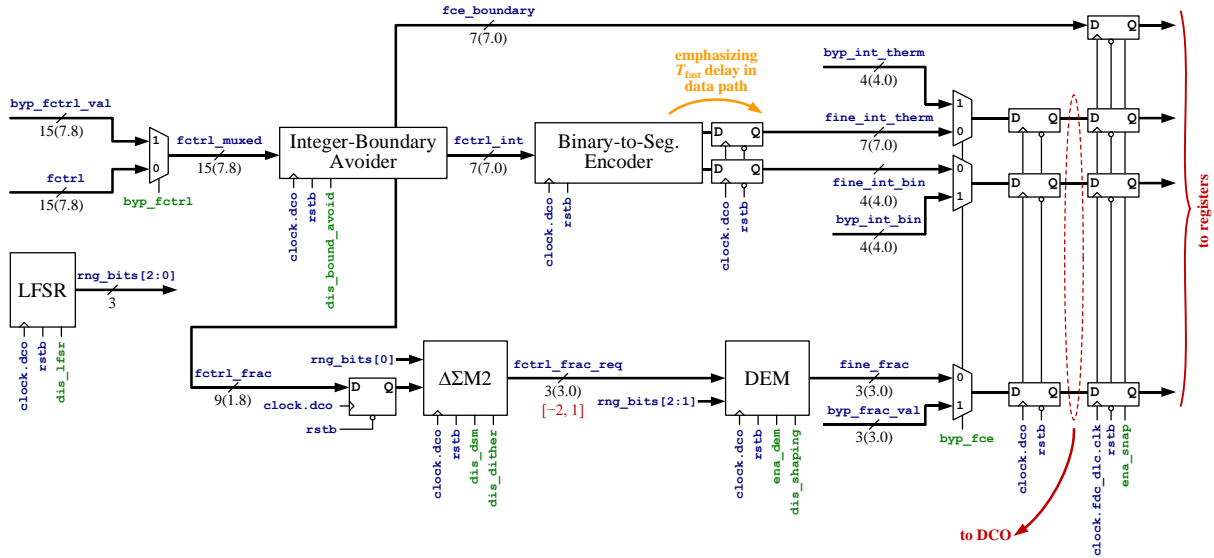 fce_boundary
7(7.0)
D Q
emphasizing
T_fast delay in
data path
byp_int_therm
4(4.0)
byp_fctrl_val
15(7.8)
1
0
fctrl_muxed
15(7.8)
fctrl
15(7.8)
byp_fctrl
Integer-Boundary
Avoider
clock.dco
rstb
dis_bound_avoid
fctrl_int
7(7.0)
Binary-to-Seg.
Encoder
clock.dco
rstb
D Q
D Q
clock.dco
rstb
fine_int_therm
7(7.0)
1
0
fine_int_bin
4(4.0)
0
1
byp_int_bin
4(4.0)
D Q
D Q
D Q
D Q
to registers
LFSR
rng_bits[2:0]
3
clock.dco
rstb
dis_lfsr
fctrl_frac
9(1.8)
D Q
clock.dco
rstb
rng_bits[0]
ΔΣM2
clock.dco
rstb
dis_dsm
dis_dither
fctrl_frac_req
3(3.0)
[−2, 1]
rng_bits[2:1]
DEM
clock.dco
rstb
ena_dem
dis_shaping
fine_frac
3(3.0)
byp_frac_val
3(3.0)
0
1
byp_fce
D Q
D Q
clock.dco
rstb
clock.fdc_dlc.clk
rstb
ena_snap
to DCO